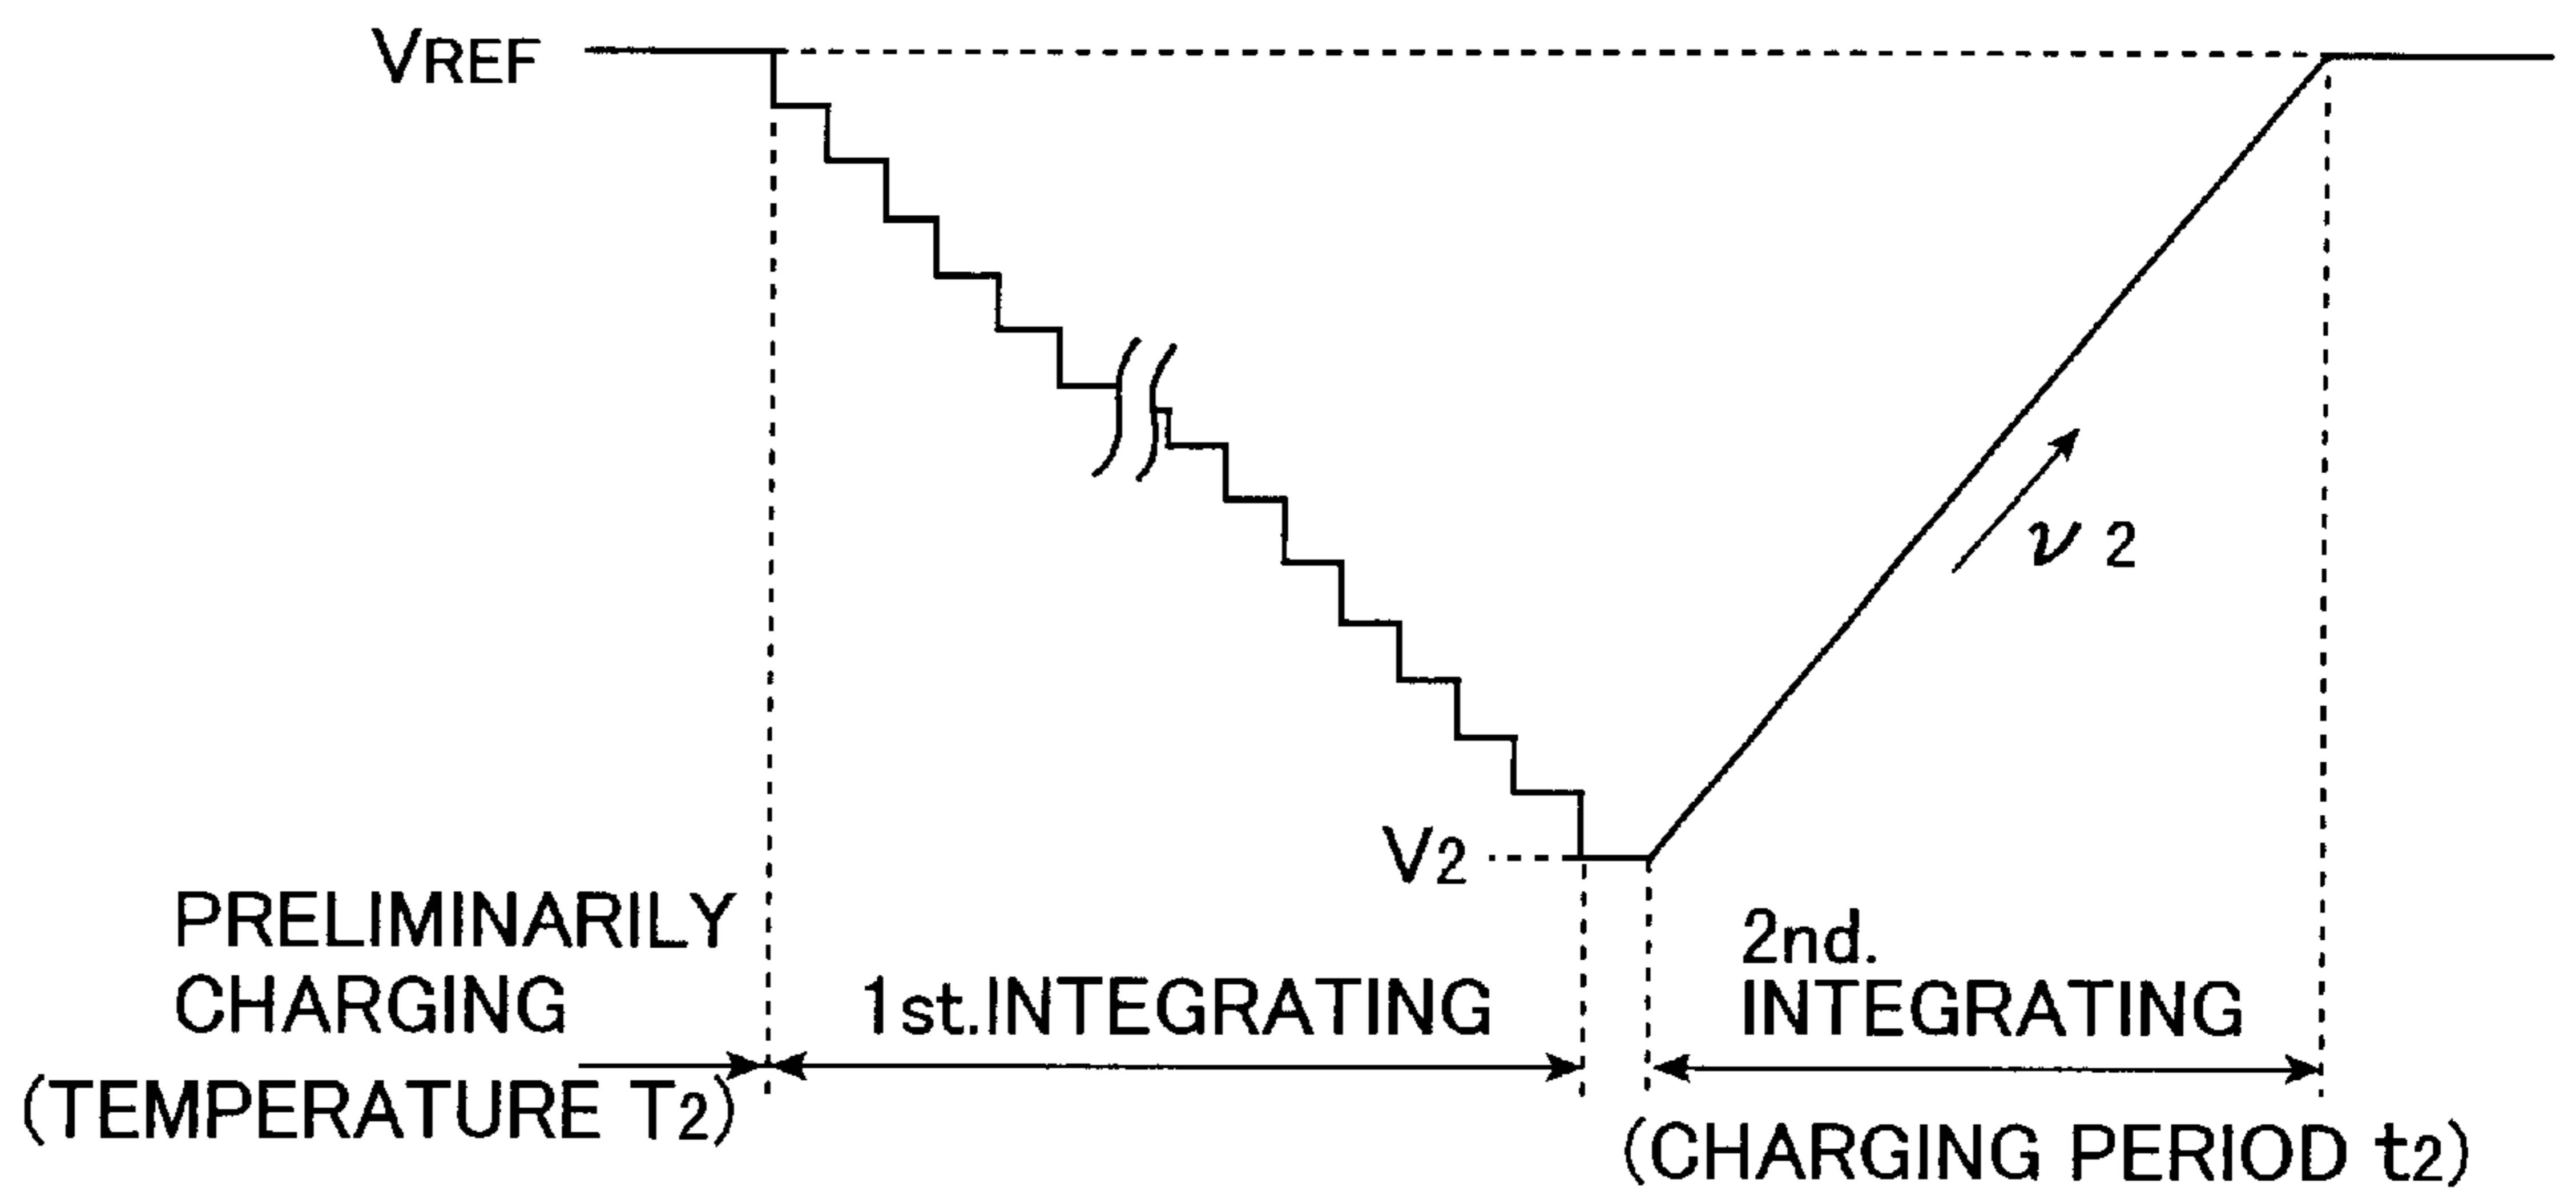 VREF
ν 2
V2
PRELIMINARILY
CHARGING
(TEMPERATURE T2)
1st.INTEGRATING
2nd.
INTEGRATING
(CHARGING PERIOD t2)